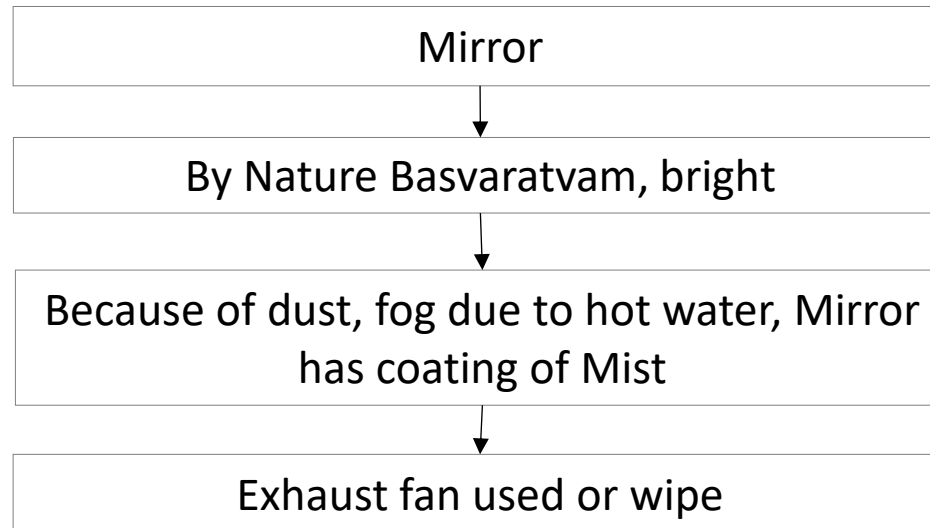 Mirror
By Nature Basvaratvam, bright
Because of dust, fog due to hot water, Mirror
has coating of Mist
Exhaust fan used or wipe